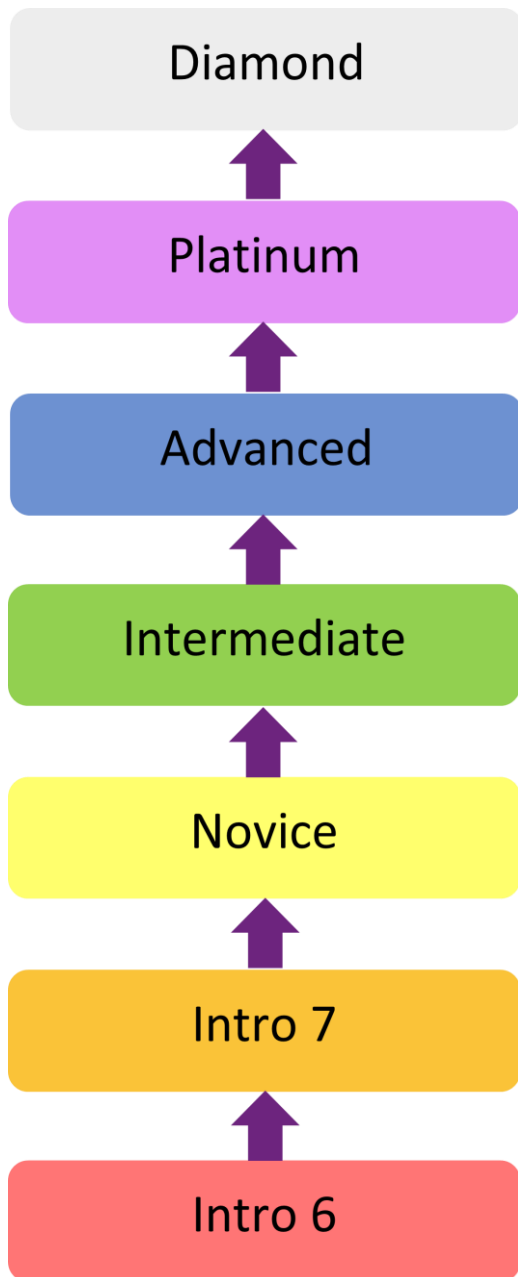 Diamond
Platinum
Advanced
Intermediate
Novice
Intro 7
Intro 6